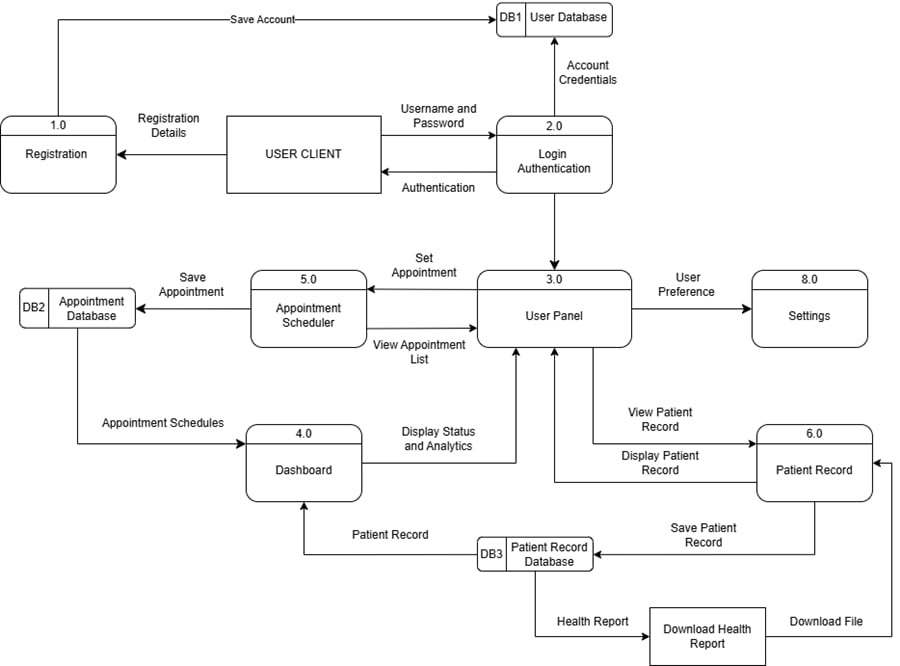 Save Account
DB1
User Database
Account
Credentials
Registration
Details
Username and
Password
1.0
Registration
USER CLIENT
2.0
Login
Authentication
Authentication
Set
Appointment
Save
Appointment
User
Preference
5.0
Appointment
Scheduler
3.0
User Panel
8.0
Settings
DB2
Appointment
Database
View Appointment
List
Appointment Schedules
Display Status
and Analytics
View Patient
Record
4.0
Dashboard
6.0
Patient Record
Display Patient
Record
Patient Record
Save Patient
Record
DB3
Patient Record
Database
Health Report
Download Health
Report
Download File